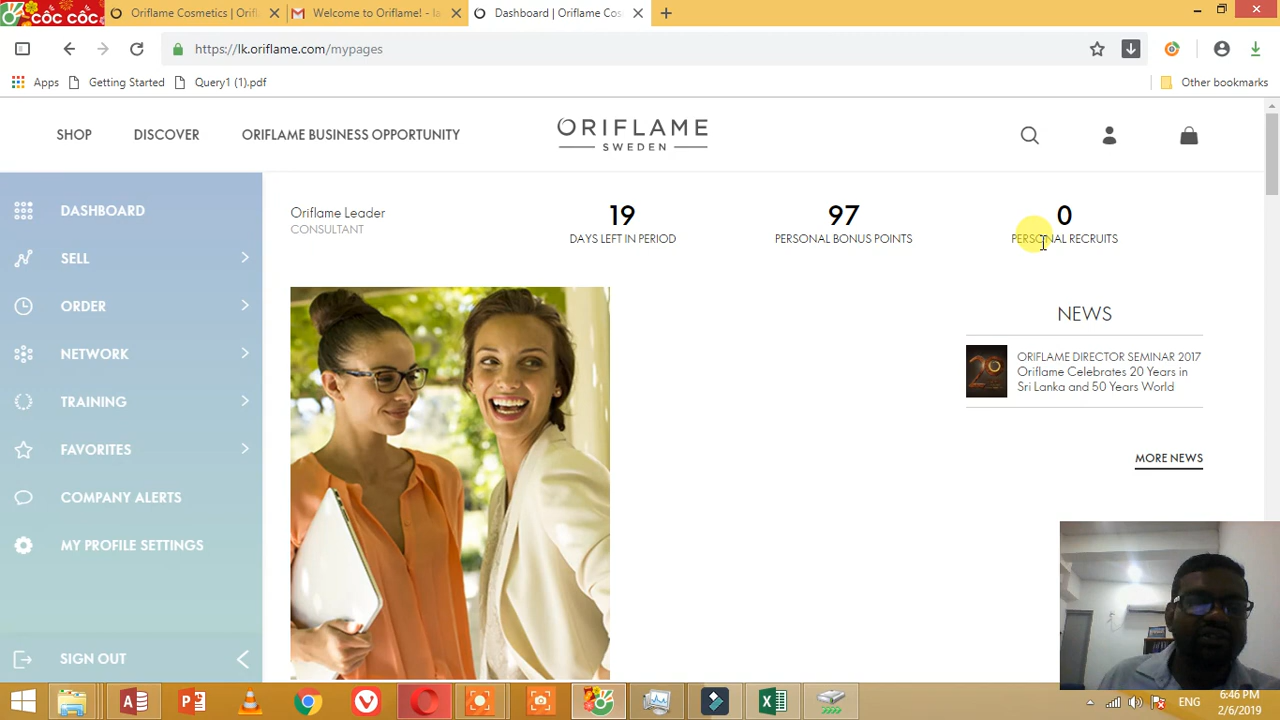 CÔC CÔC
Oriflame Cosmetics | Orifl
Welcome to Oriflame! - la
Dashboard | Oriflame Cos
https://lk.oriflame.com/mypages
Apps
Getting Started
Query1 (1).pdf
Other bookmarks
SHOP
DISCOVER
ORIFLAME BUSINESS OPPORTUNITY
ORIFLAME
SWEDEN
DASHBOARD
SELL
ORDER
NETWORK
TRAINING
FAVORITES
COMPANY ALERTS
MY PROFILE SETTINGS
SIGN OUT
Oriflame Leader
CONSULTANT
19
DAYS LEFT IN PERIOD
97
PERSONAL BONUS POINTS
0
PERSONAL RECRUITS
NEWS
20
ORIFLAME DIRECTOR SEMINAR 2017
Oriflame Celebrates 20 Years in
Sri Lanka and 50 Years World
MORE NEWS
ENG
6:46 PM
2/6/2019